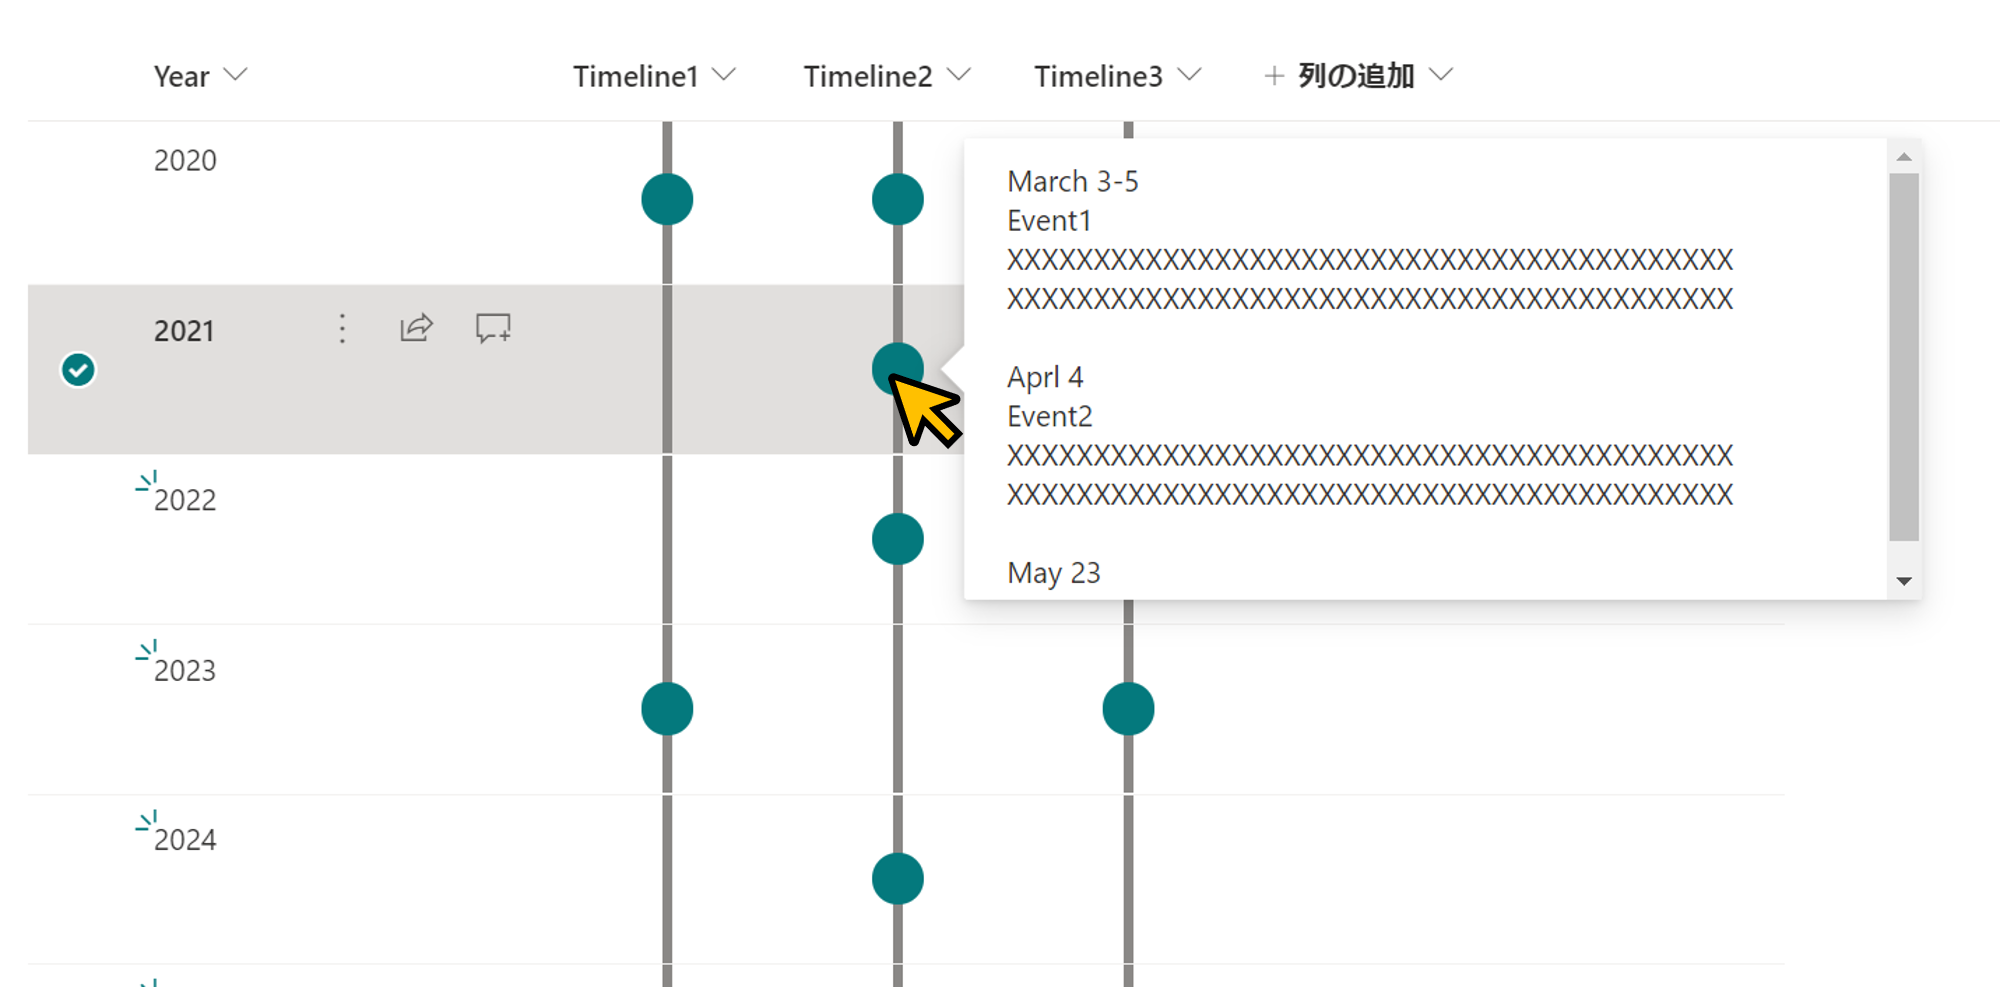 Year Timeline1 Timeline2 Timeline3 + 列の追加
2020
March 3-5
Event1
XXXXXXXXXXXXXXXXXXXXXXXXXXXXXXXXXXXXXXXXXX
XXXXXXXXXXXXXXXXXXXXXXXXXXXXXXXXXXXXXXXXXX
2021
Aprl 4
Event2
XXXXXXXXXXXXXXXXXXXXXXXXXXXXXXXXXXXXXXXXXX
XXXXXXXXXXXXXXXXXXXXXXXXXXXXXXXXXXXXXXXXXX
May 23
2022
2023
2024